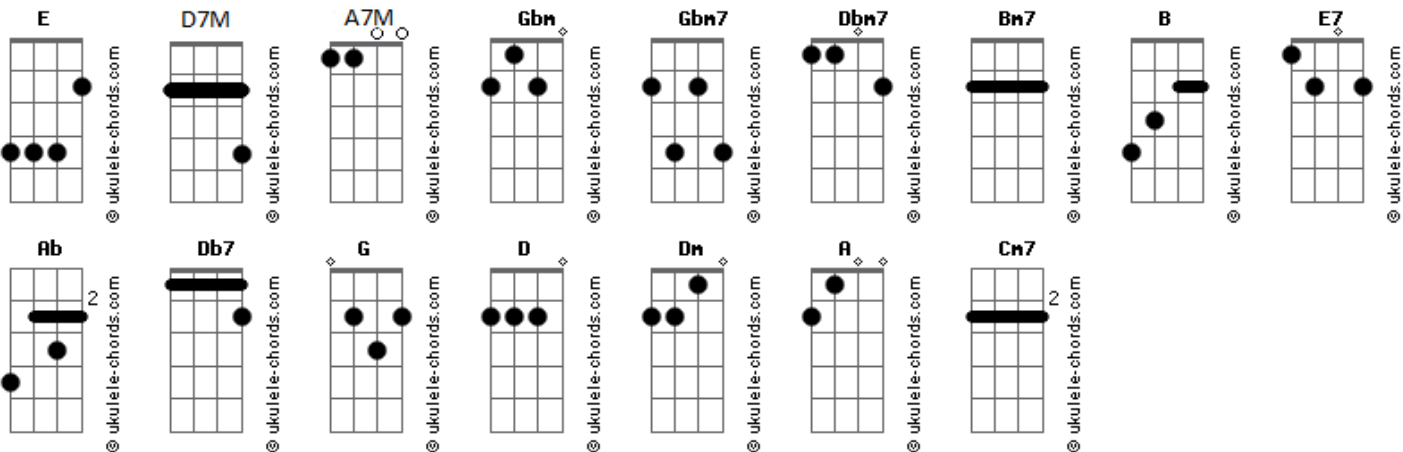 E D7M A7M Gbm Gbm7 Dbm7 Bm7 B E7
© ukulele-chords.com © ukulele-chords.com © ukulele-chords.com © ukulele-chords.com © ukulele-chords.com © ukulele-chords.com © ukulele-chords.com © ukulele-chords.com © ukulele-chords.com
Ab Db7 G D Dm A Cm7
2 2
© ukulele-chords.com © ukulele-chords.com © ukulele-chords.com © ukulele-chords.com © ukulele-chords.com © ukulele-chords.com © ukulele-chords.com